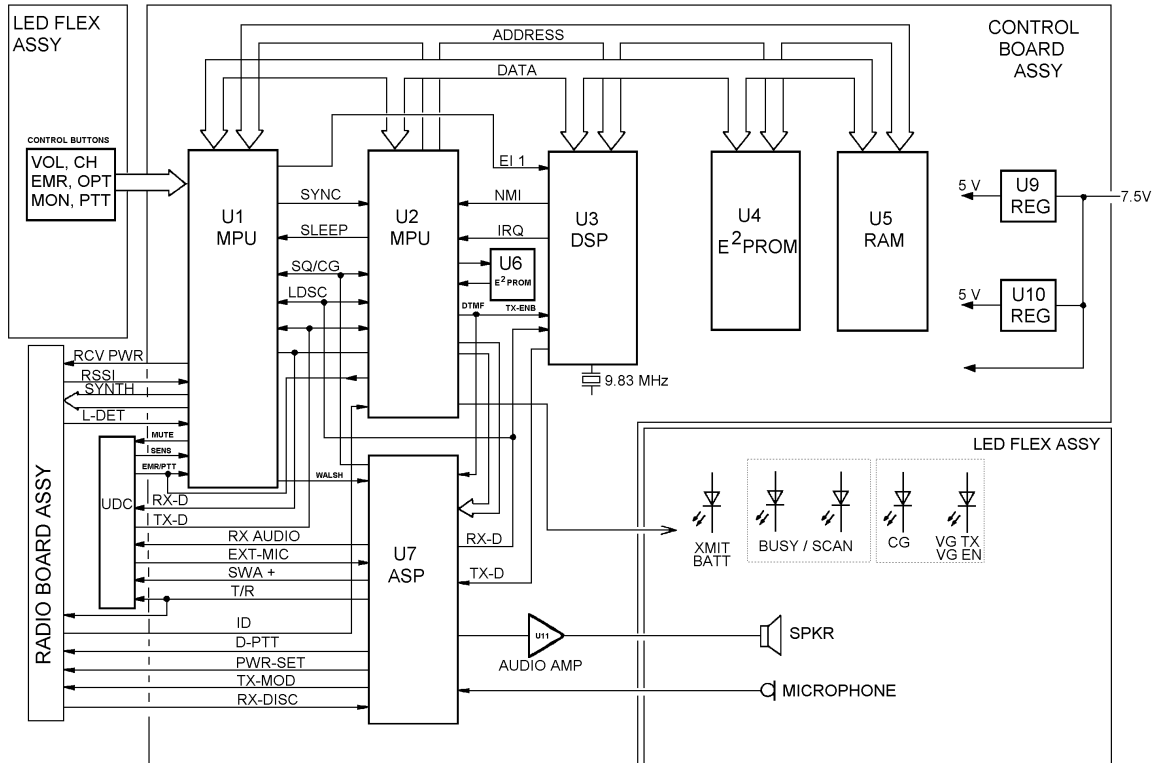 LED FLEX
ASSY
CONTROL BUTTONS
VOL, CH
EMR, OPT
MON, PTT
ADDRESS
DATA
CONTROL
BOARD
ASSY
U1
MPU
SYNC
SLEEP
SQ/CG
LDSC
U2
MPU
EI 1
NMI
IRQ
U6
E2PROM
DTMF
TX-ENB
U3
DSP
9.83 MHz
U4
E2PROM
U5
RAM
5 V
U9
REG
7.5V
5 V
U10
REG
RCV PWR
RSSI
SYNTH
L-DET
MUTE
SENS
EMR/PTT
UDC
RX-D
TX-D
RX AUDIO
EXT-MIC
SWA +
T/R
ID
D-PTT
PWR-SET
TX-MOD
RX-DISC
RADIO BOARD ASSY
WALSH
U7
ASP
RX-D
TX-D
U11
AUDIO AMP
LED FLEX ASSY
XMIT
BATT
BUSY / SCAN
CG
VG TX
VG EN
SPKR
MICROPHONE